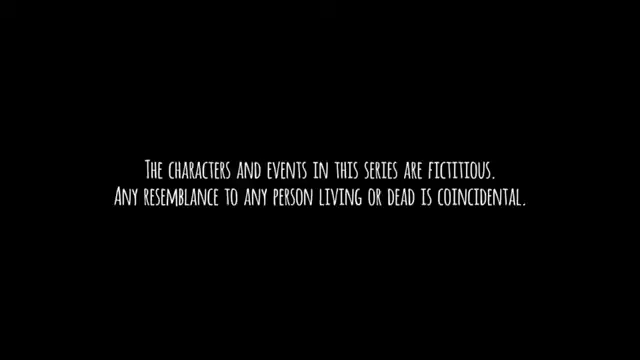 The characters and events in this series are fictitious.
Any resemblance to any person living or dead is coincidental.